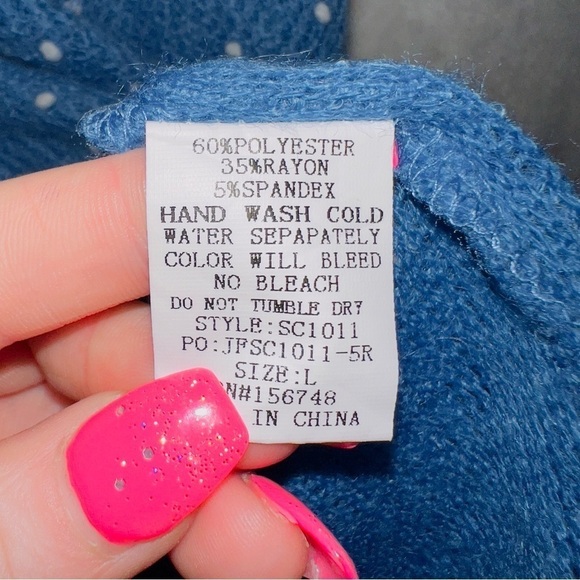 60%POLYESTER
35%RAYON
5%SPANDEX
HAND WASH COLD
WATER SEPAPATELY
COLOR WILL BLEED
NO BLEACH
DO NOT TUMBLE DR7
STYLE:SC1011
PO:JFSC1011-5R
SIZE:L
N#156748
IN CHINA